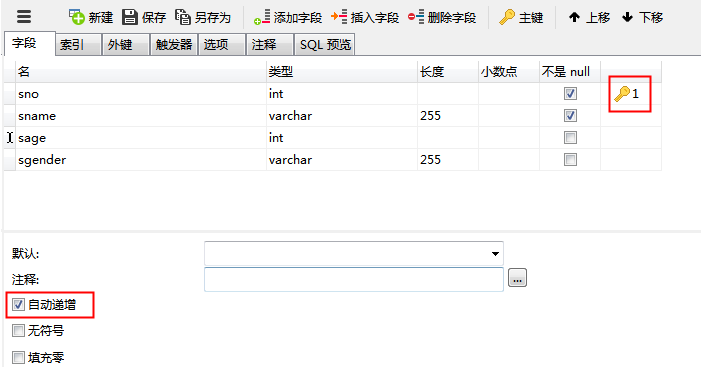 新建 保存 另存为 添加字段 插入字段 删除字段 主键 上移 下移
字段 索引 外键 触发器 选项 注释 SQL 预览
名 类型 长度 小数点 不是 null
sno int 1
sname varchar 255
sage int
sgender varchar 255
默认:
注释: ...
自动递增
无符号
填充零